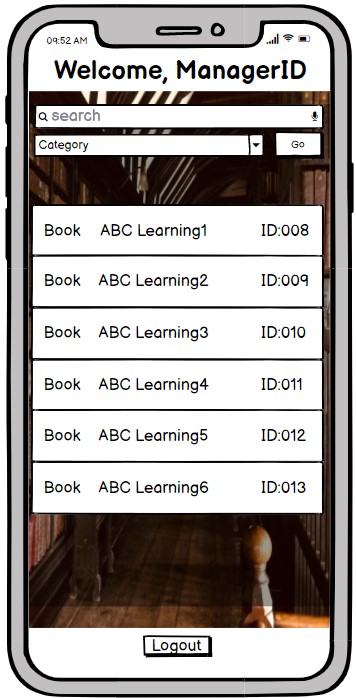 09:52 AM
Welcome, ManagerID
search
Category Go
Book ABC Learning1 ID:008
Book ABC Learning2 ID:009
Book ABC Learning3 ID:010
Book ABC Learning4 ID:011
Book ABC Learning5 ID:012
Book ABC Learning6 ID:013
Logout